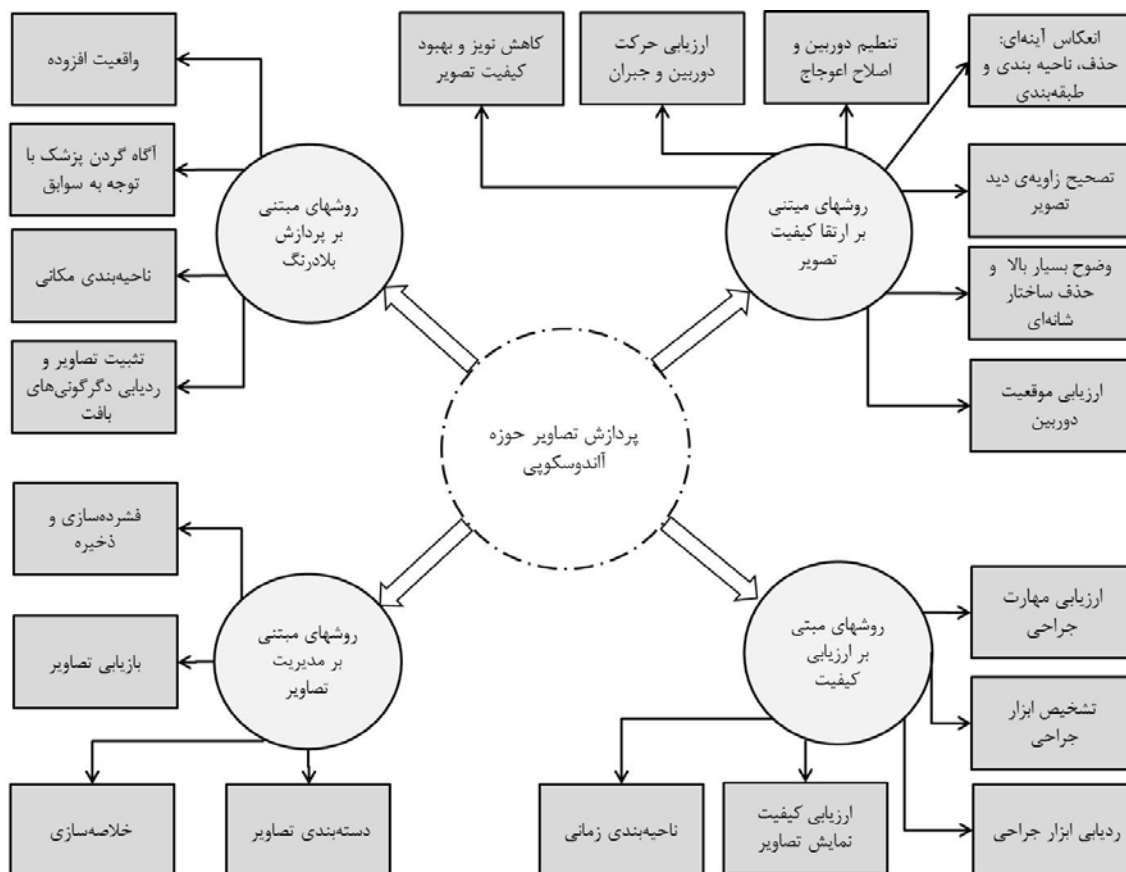 انعکاس آینه‌ای:
حذف، ناحیه بندی و
طبقه‌بندی
تنطیم دوربین و
اصلاح اعوجاج
ارزیابی حرکت
دوربین و جبران
کاهش نویز و بهبود
کیفیت تصویر
تصحیح زاویه‌ی دید
تصویر
وضوح بسیار بالا و
حذف ساختار
شانه‌ای
ارزیابی موقعیت
دوربین
روشهای میتنی
بر ارتقا کیفیت
تصویر
واقعیت افزوده
آگاه گردن پزشک با
توجه به سوابق
ناحیه‌بندی مکانی
تثبیت تصاویر و
ردیابی دگرگونی‌های
بافت
روشهای مبتنی
بر پردازش
بلادرنگ
پردازش تصاویر حوزه
آاندوسکوپی
روشهای مبتی
بر ارزیابی
کیفیت
ارزیابی مهارت
جراحی
تشخیص ابزار
جراحی
ردیابی ابزار جراحی
ارزیابی کیفیت
نمایش تصاویر
ناحیه‌بندی زمانی
روشهای مبتنی
بر مدیریت
تصاویر
فشرده‌سازی و
ذخیره
بازیابی تصاویر
خلاصه‌سازی
دسته‌بندی تصاویر